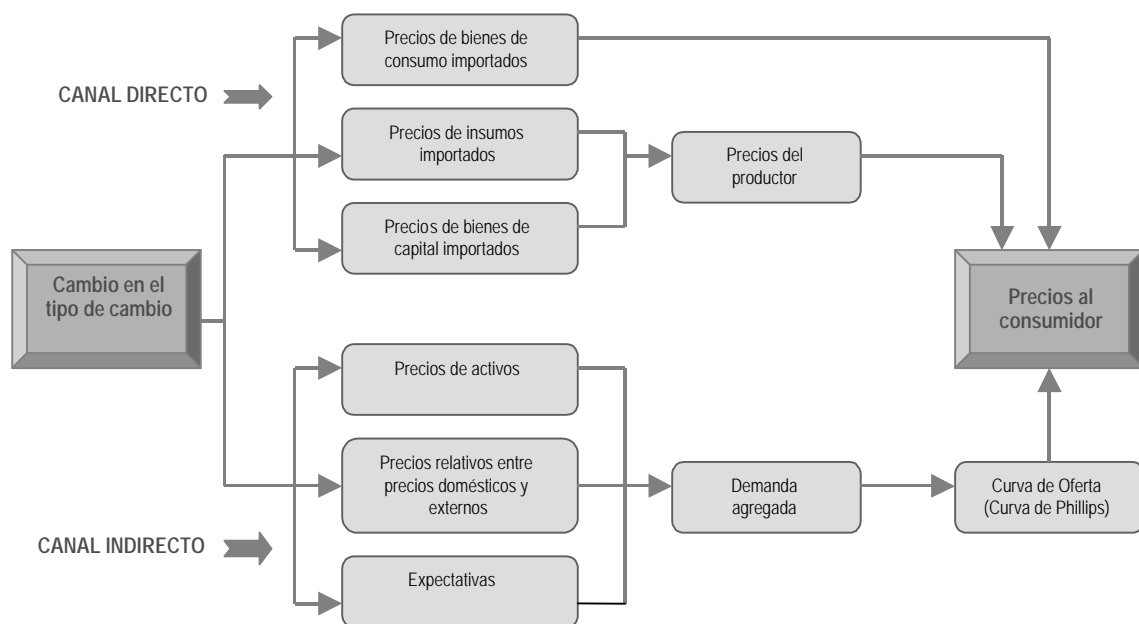 Precios de bienes de
consumo importados
CANAL DIRECTO
Precios de insumos
importados
Precios del
productor
Precios de bienes de
capital importados
Cambio en el
tipo de cambio
Precios al
consumidor
Precios de activos
Precios relativos entre
precios domésticos y
externos
Demanda
agregada
Curva de Oferta
(Curva de Phillips)
CANAL INDIRECTO
Expectativas